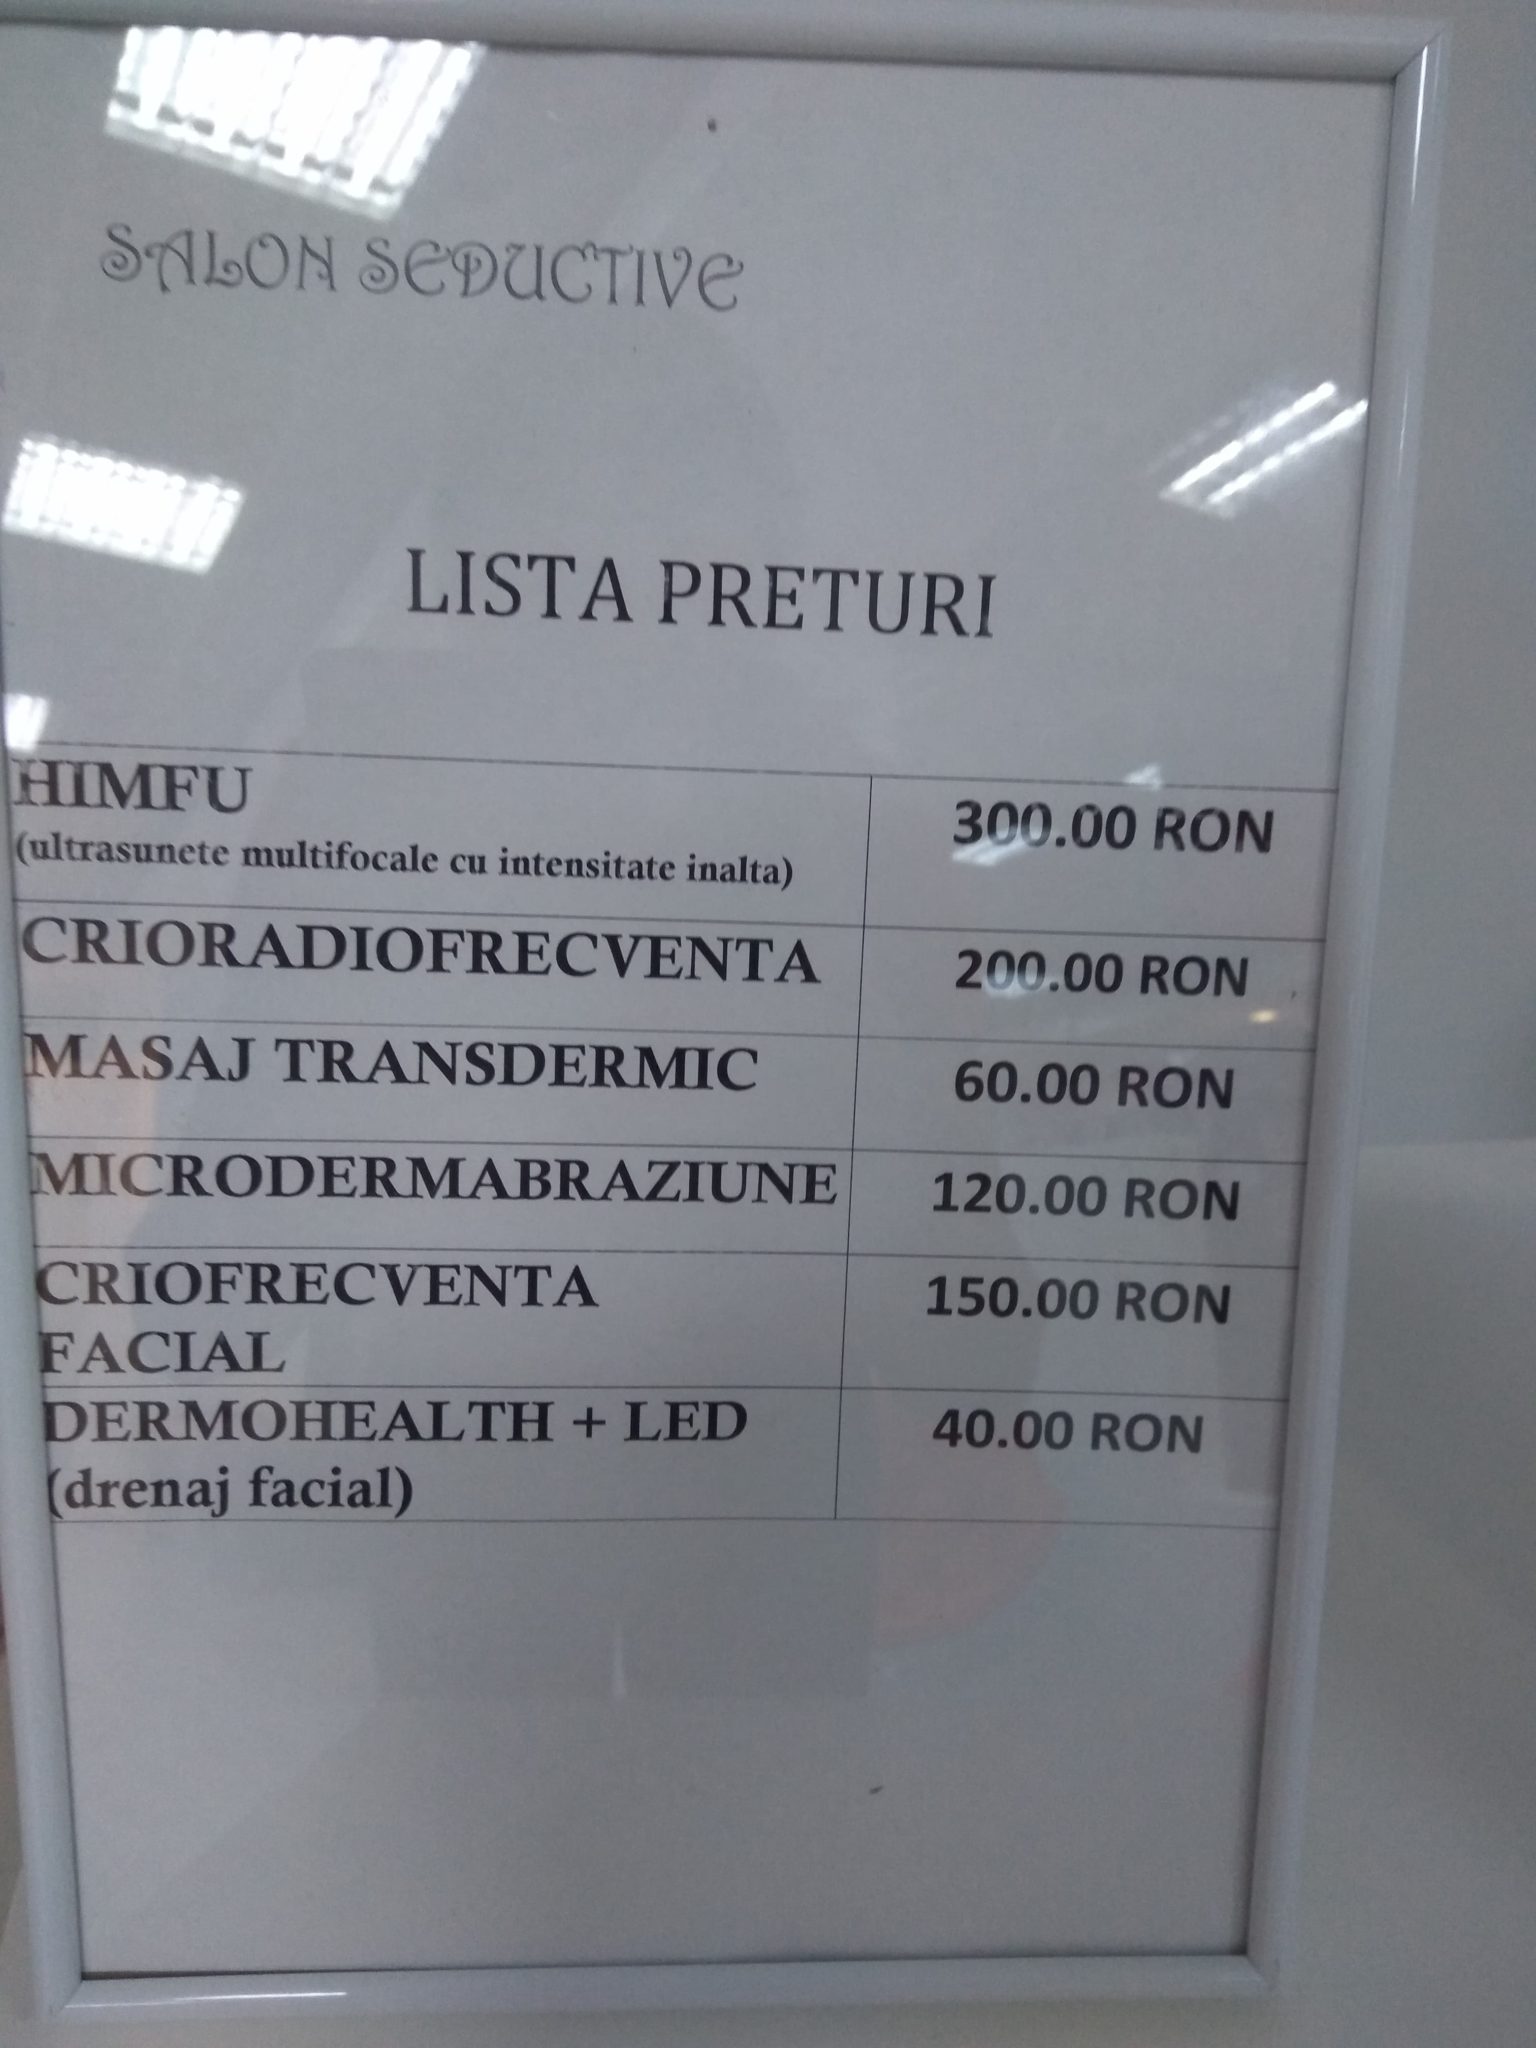 SALON SEDUCTIVE
LISTA PRETURI
HIMFU
(ultrasunete multifocale cu intensitate inalta)
300.00 RON
CRIORADIOFRECVENTA
200.00 RON
MASAJ TRANSDERMIC
60.00 RON
MICRODERMABRAZIUNE
120.00 RON
CRIOFRECVENTA
FACIAL
150.00 RON
DERMOHEALTH + LED
(drenaj facial)
40.00 RON